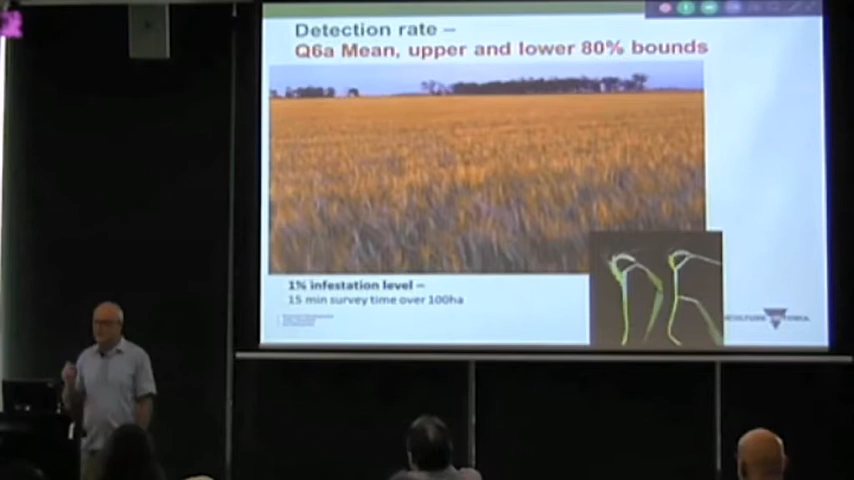 Detection rate –
Q6a Mean, upper and lower 80% bounds
1% infestation level –
15 min survey time over 100ha